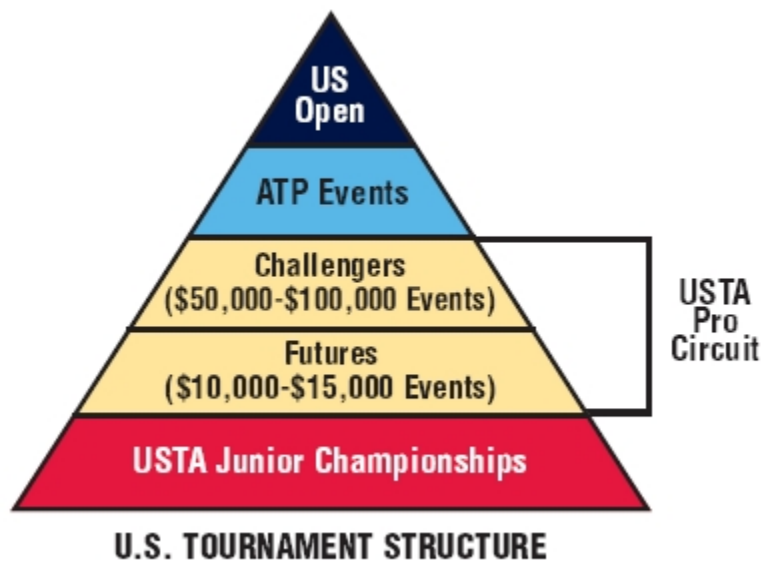 US
Open
ATP Events
Challengers
($50,000-$100,000 Events)
Futures
($10,000-$15,000 Events)
USTA
Pro
Circuit
USTA Junior Championships
U.S. TOURNAMENT STRUCTURE